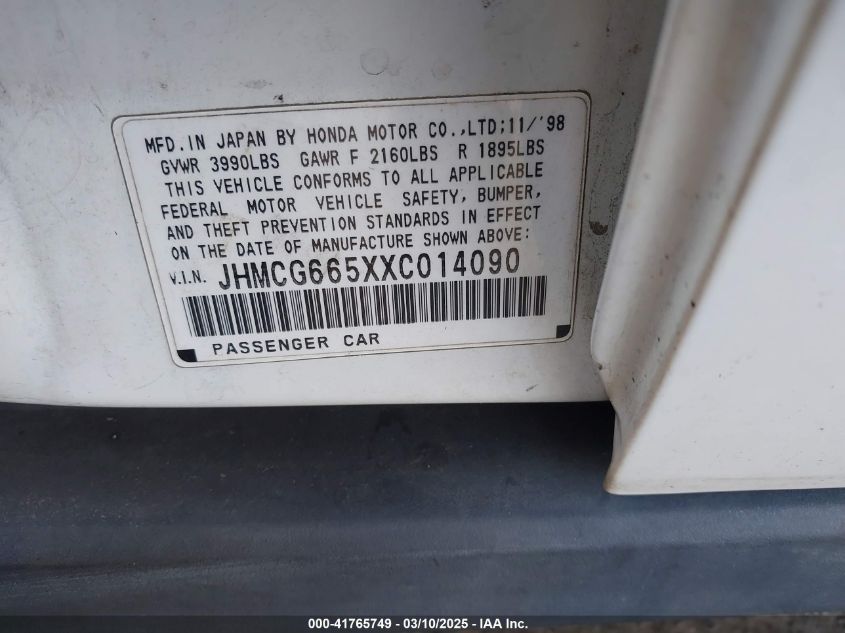 MFD. IN JAPAN BY HONDA MOTOR CO.,LTD; 11/'98
GVWR 3990LBS GAWR F 2160LBS R 1895LBS
THIS VEHICLE CONFORMS TO ALL APPLICABLE
FEDERAL MOTOR VEHICLE SAFETY, BUMPER,
AND THEFT PREVENTION STANDARDS IN EFFECT
ON THE DATE OF MANUFACTURE SHOWN ABOVE:
V.I.N. JHMCG665XXC014090
PASSENGER CAR
000-41765749 - 03/10/2025 - IAA Inc.